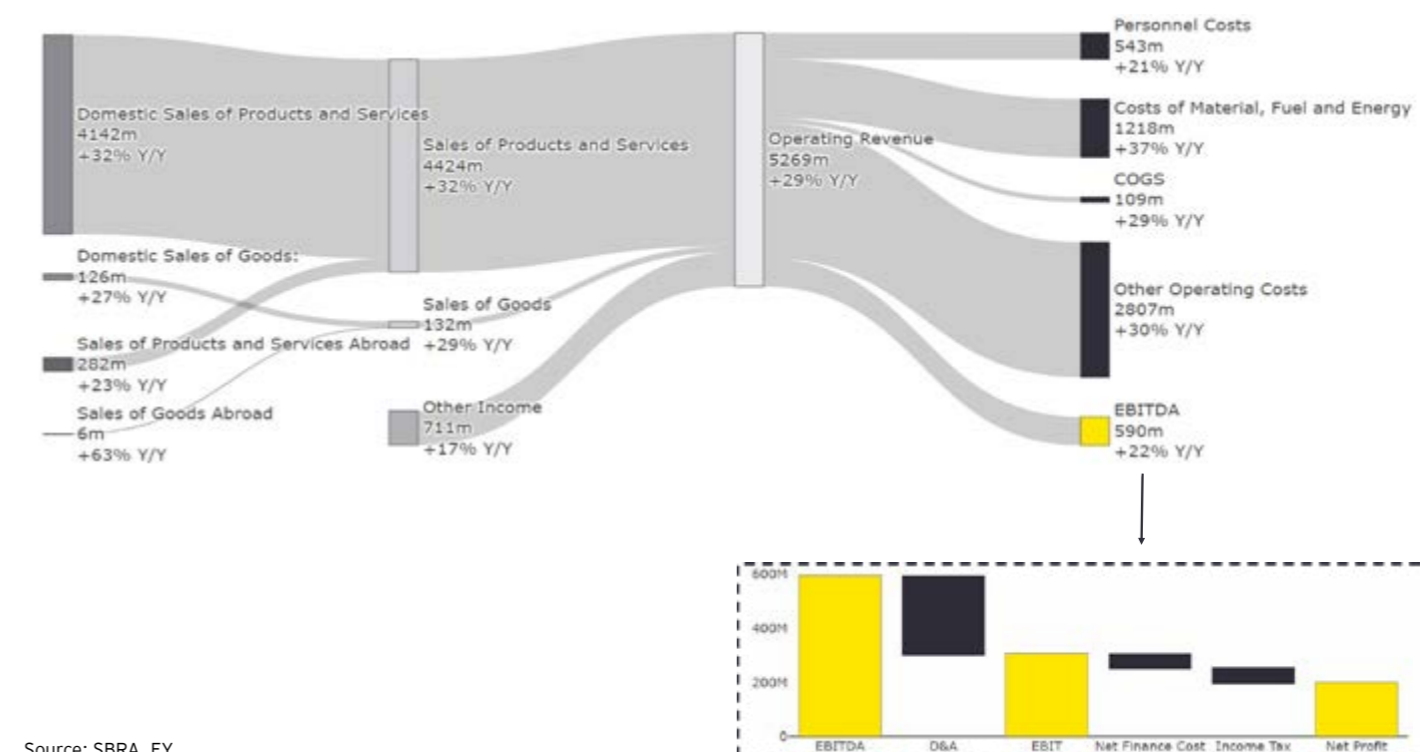 Domestic Sales of Products and Services
4142m
+32% Y/Y
Domestic Sales of Goods:
126m
+27% Y/Y
Sales of Products and Services Abroad
282m
+23% Y/Y
Sales of Goods Abroad
6m
+63% Y/Y
Sales of Products and Services
4424m
+32% Y/Y
Sales of Goods
132m
+29% Y/Y
Other Income
711m
+17% Y/Y
Operating Revenue
5269m
+29% Y/Y
Personnel Costs
543m
+21% Y/Y
Costs of Material, Fuel and Energy
1218m
+37% Y/Y
COGS
109m
+29% Y/Y
Other Operating Costs
2807m
+30% Y/Y
EBITDA
590m
+22% Y/Y
600M
400M
200M
0
EBITDA D&A EBIT Net Finance Cost Income Tax Net Profit
Source: SBRA, EY